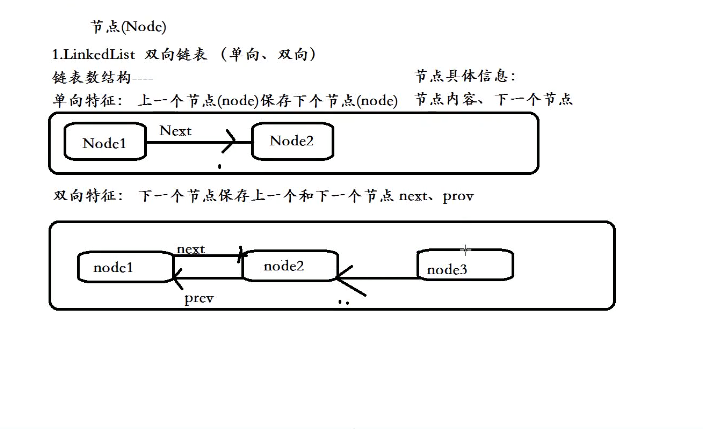 节点(Node)
1.LinkedList 双向链表 （单向、双向）
链表数结构----
节点具体信息：
单向特征： 上一个节点(node)保存下个节点(node)
节点内容、下一个节点
Node1
Next
Node2
双向特征： 下一个节点保存上一个和下一个节点 next、prov
node1
next
node2
node3
prev